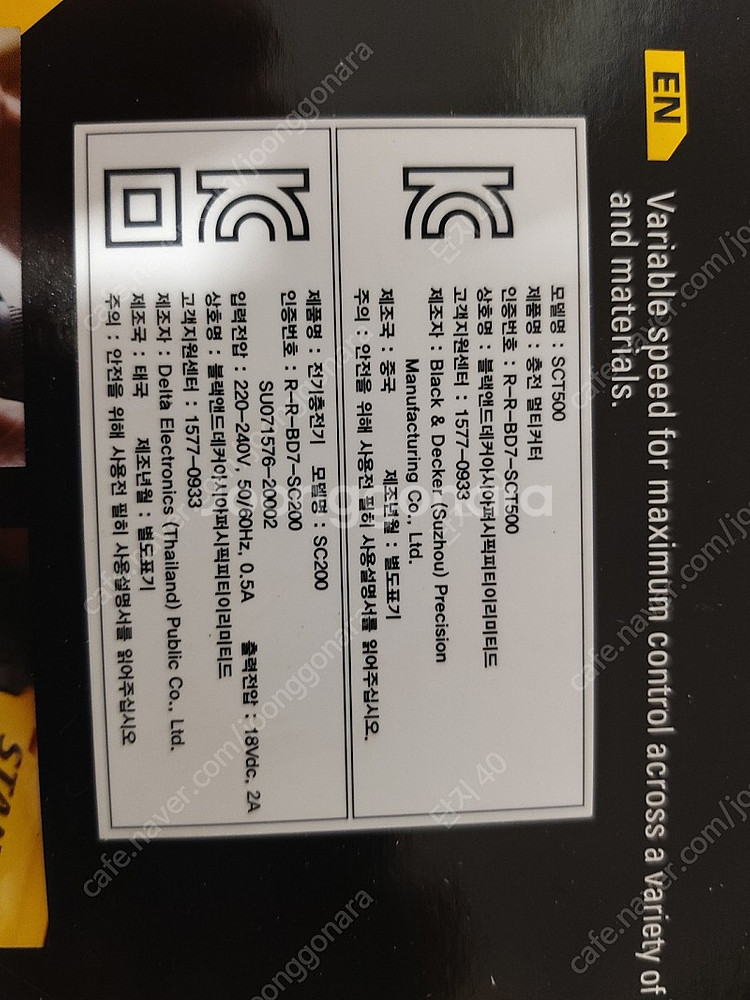 EN
Variable speed for maximum control across a variety of
and materials.
모델명 : SCT500
제품명 : 충전 멀티커터
인증번호 : R-R-BD7-SCT500
상호명 : 블랙앤드데커아시아퍼시픽피티이리미티드
고객지원센터 : 1577-0933
제조자 : Black & Decker (Suzhou) Precision
Manufacturing Co., Ltd.
제조국 : 중국 제조년월 : 별도표기
주의 : 안전을 위해 사용전 필히 사용설명서를 읽어주십시오.
제품명 : 전기충전기 모델명 : SC200
인증번호 : R-R-BD7-SC200
SU071576-20002
입력전압 : 220-240V, 50/60Hz, 0.5A 출력전압 : 18Vdc, 2A
상호명 : 블랙앤드데커아시아퍼시픽피티이리미티드
고객지원센터 : 1577-0933
제조자 : Delta Electronics (Thailand) Public Co., Ltd.
제조국 : 태국 제조년월 : 별도표기
주의 : 안전을 위해 사용전 필히 사용설명서를 읽어주십시오
joonggonara
cafe.naver.com/joonggonara
단지 40